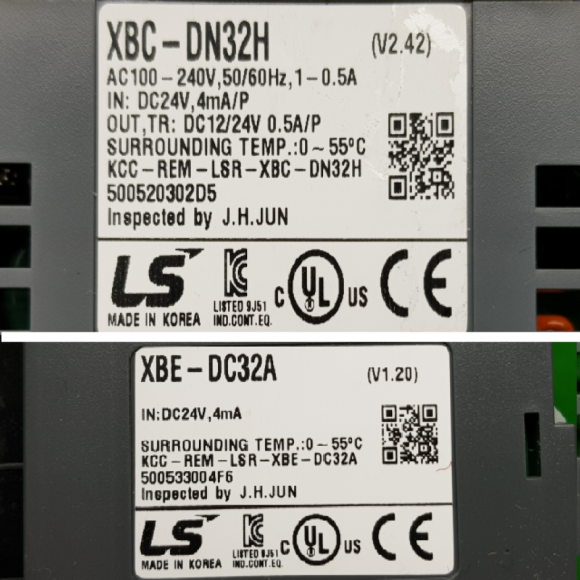 XBC-DN32H (V2.42)
AC100-240V,50/60Hz,1-0.5A
IN: DC24V,4mA/P
OUT,TR: DC12/24V 0.5A/P
SURROUNDING TEMP.:0~55°C
KCC-REM-LSR-XBC-DN32H
500520302D5
Inspected by J.H.JUN
LS
MADE IN KOREA
LISTED 9J51
IND.CONT.EQ.
C UL US
CE
XBE-DC32A (V1.20)
IN:DC24V,4mA
SURROUNDING TEMP.:0~55°C
KCC-REM-LSR-XBE-DC32A
500533004F6
Inspected by J.H.JUN
LS
MADE IN KOREA
LISTED 9J51
IND.CONT.EQ.
C UL US
CE